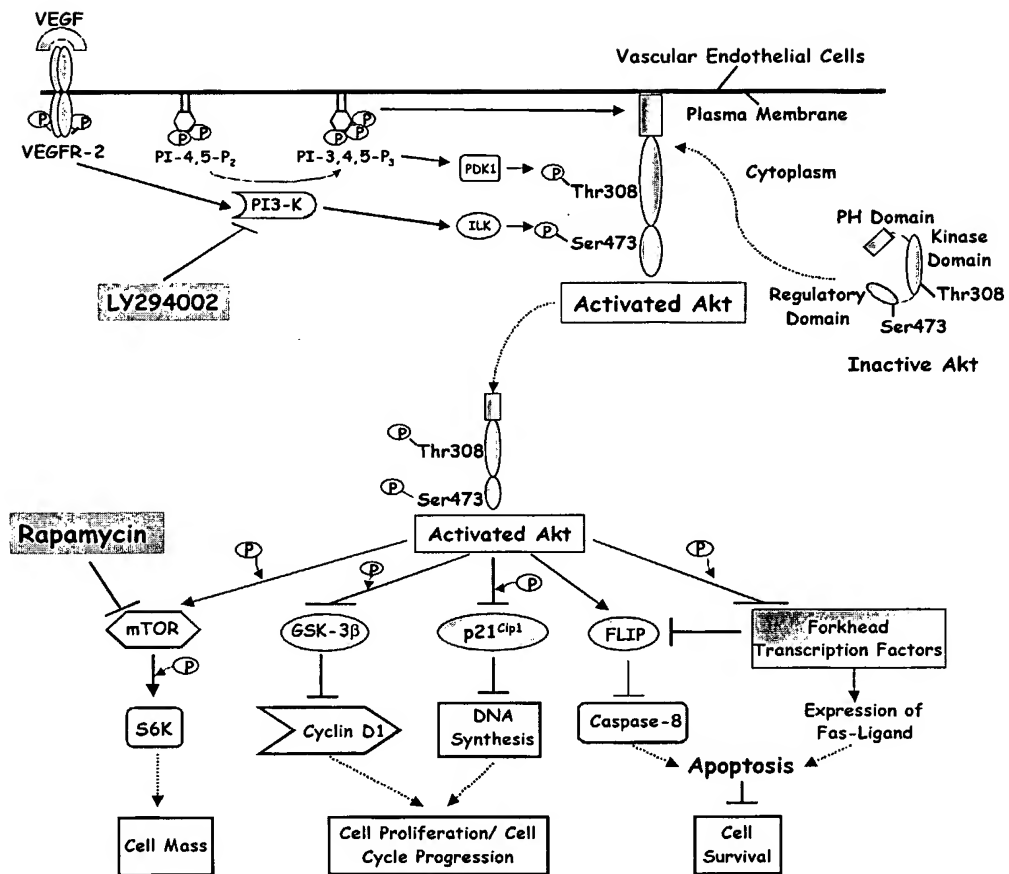 VEGF
Vascular Endothelial Cells
Plasma Membrane
P
P
VEGFR-2
P
P
PI-4,5-P2
P
P
P
PI-3,4,5-P3
PDK1
P
Thr308
Cytoplasm
PI3-K
ILK
P
Ser473
PH Domain
Kinase
Domain
Thr308
Regulatory
Domain
Ser473
Inactive Akt
LY294002
Activated Akt
P
Thr308
P
Ser473
Activated Akt
Rapamycin
P
P
P
P
mTOR
GSK-3β
p21Cip1
FLIP
Forkhead
Transcription Factors
P
S6K
Cyclin D1
DNA
Synthesis
Caspase-8
Expression of
Fas-Ligand
Apoptosis
Cell Mass
Cell Proliferation/ Cell
Cycle Progression
Cell
Survival